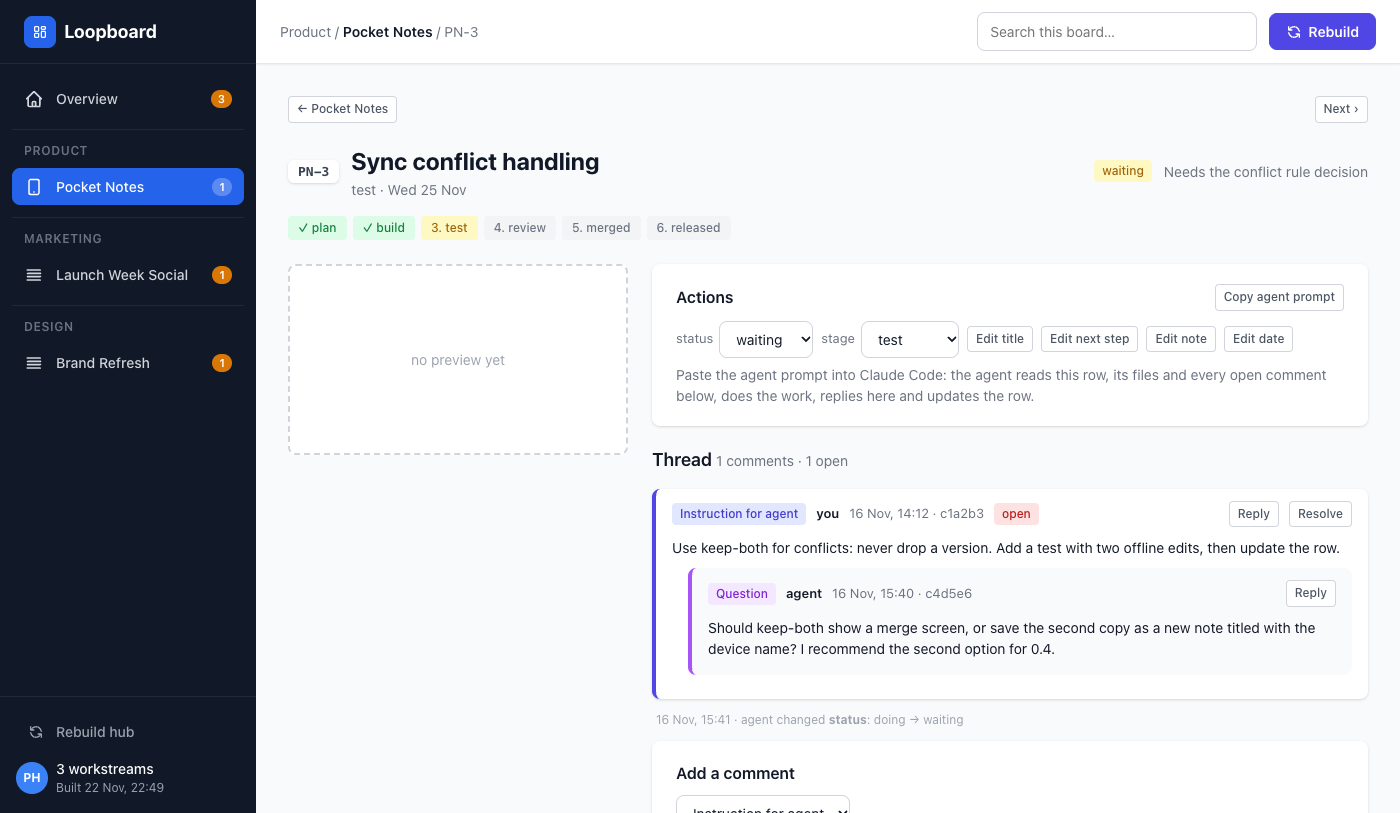 Loopboard
Product / Pocket Notes / PN-3
Search this board...
Rebuild
Overview 3
PRODUCT
Pocket Notes 1
MARKETING
Launch Week Social 1
DESIGN
Brand Refresh 1
Rebuild hub
PH
3 workstreams
Built 22 Nov, 22:49
← Pocket Notes
Next ›
PN-3
Sync conflict handling
test · Wed 25 Nov
waiting
Needs the conflict rule decision
✓ plan
✓ build
3. test
4. review
5. merged
6. released
no preview yet
Actions
Copy agent prompt
status waiting stage test Edit title Edit next step Edit note Edit date
Paste the agent prompt into Claude Code: the agent reads this row, its files and every open comment
below, does the work, replies here and updates the row.
Thread 1 comments · 1 open
Instruction for agent you 16 Nov, 14:12 · c1a2b3 open Reply Resolve
Use keep-both for conflicts: never drop a version. Add a test with two offline edits, then update the row.
Question agent 16 Nov, 15:40 · c4d5e6 Reply
Should keep-both show a merge screen, or save the second copy as a new note titled with the
device name? I recommend the second option for 0.4.
16 Nov, 15:41 · agent changed status: doing → waiting
Add a comment
Instruction for agent